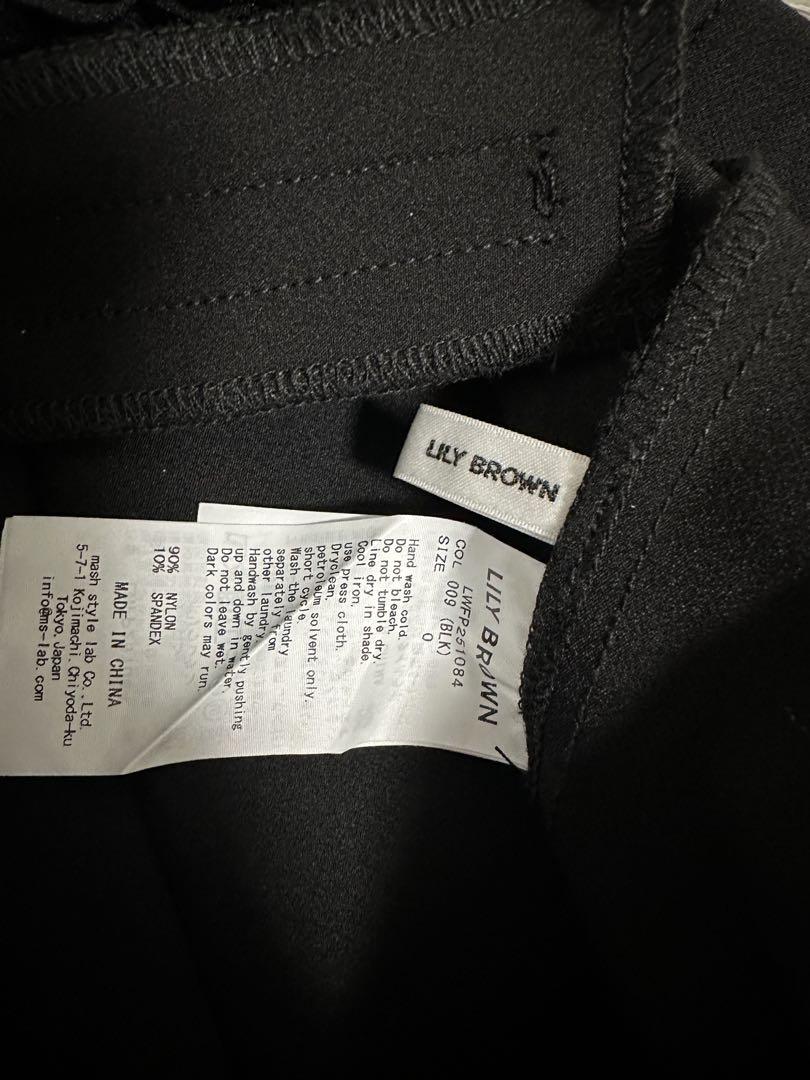 LILY BROWN
LILY BROWN
LWFP251084
COL 009 (BLK)
SIZE 0
Hand wash cold.
Do not bleach.
Do not tumble dry
Line dry in shade.
Cool iron.
use press cloth.
Dryclean.
petroleum solvent only.
short cycle.
Wash the laundry
separately from
other laundry.
Handwash by gently pushing
up and down in water.
Do not leave wet.
Dark colors may run.
90% NYLON
10% SPANDEX
MADE IN CHINA
mash style lab Co., Ltd.
5-7-1 Kojimachi, Chiyoda-ku
Tokyo, Japan
info@ms-lab.com